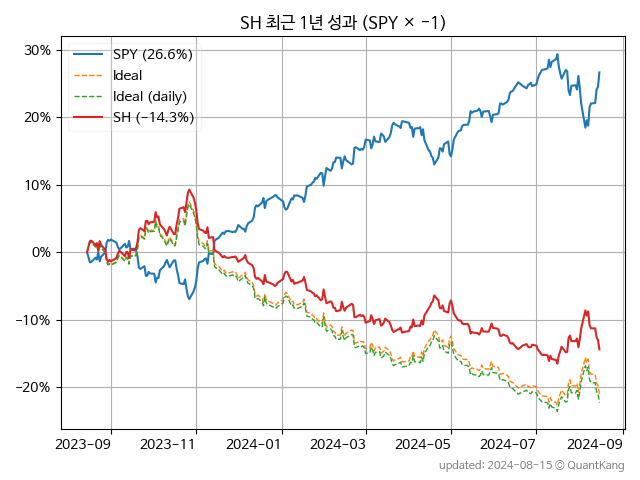 SH 최근 1년 성과 (SPY × −1)
SPY (26.6%)
Ideal
Ideal (daily)
SH (−14.3%)
30%
20%
10%
0%
−10%
−20%
2023-09 2023-11 2024-01 2024-03 2024-05 2024-07 2024-09
updated: 2024-08-15 © QuantKang